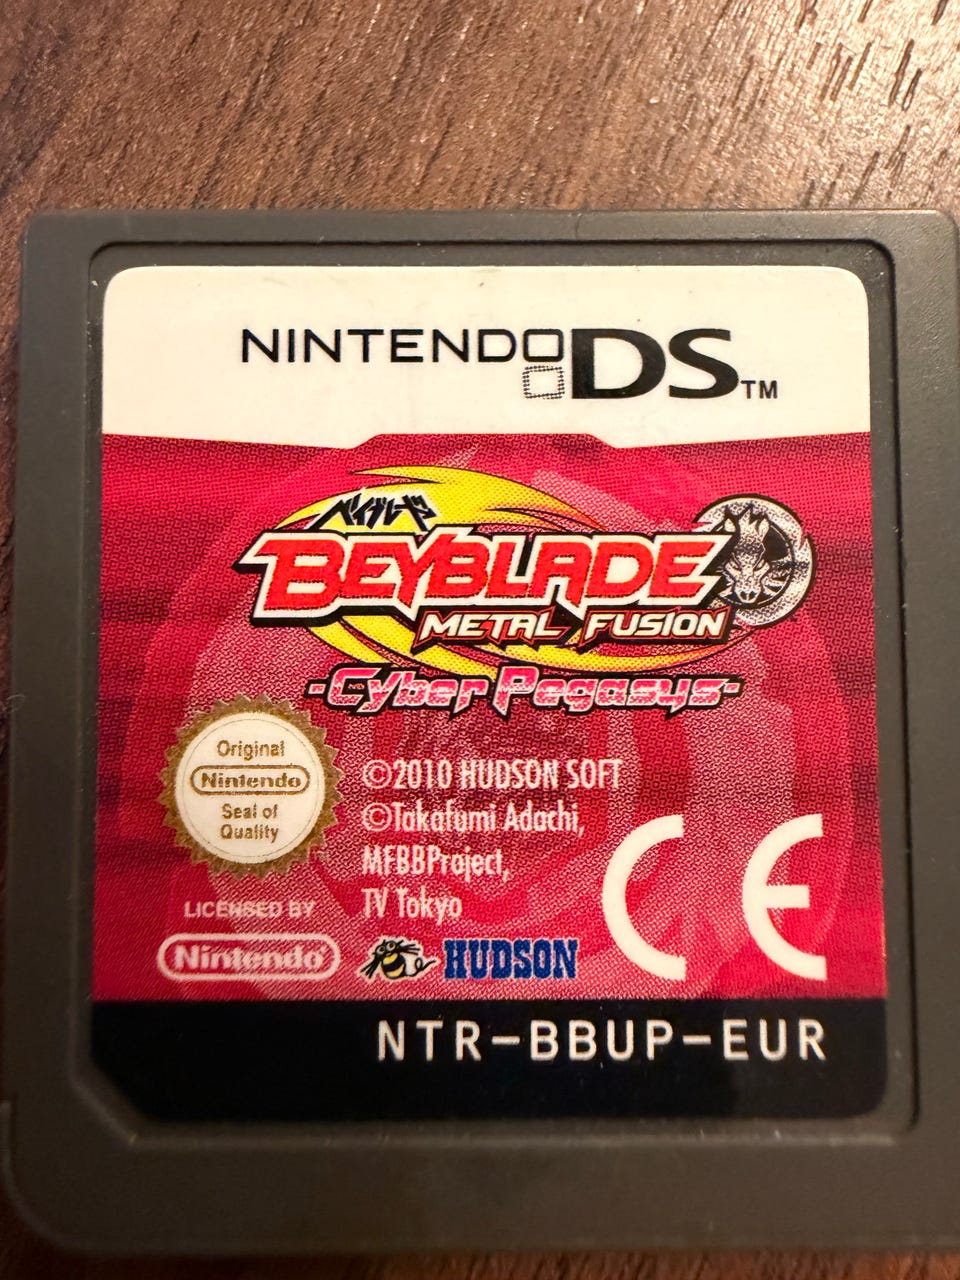 NINTENDO DS™
ベイブレード
BEYBLADE
METAL FUSION
-Cyber Pegasus-
Original
Nintendo
Seal of
Quality
©2010 HUDSON SOFT
©Takafumi Adachi,
MFBBProject,
TV Tokyo
LICENSED BY
Nintendo
HUDSON
CE
NTR-BBUP-EUR